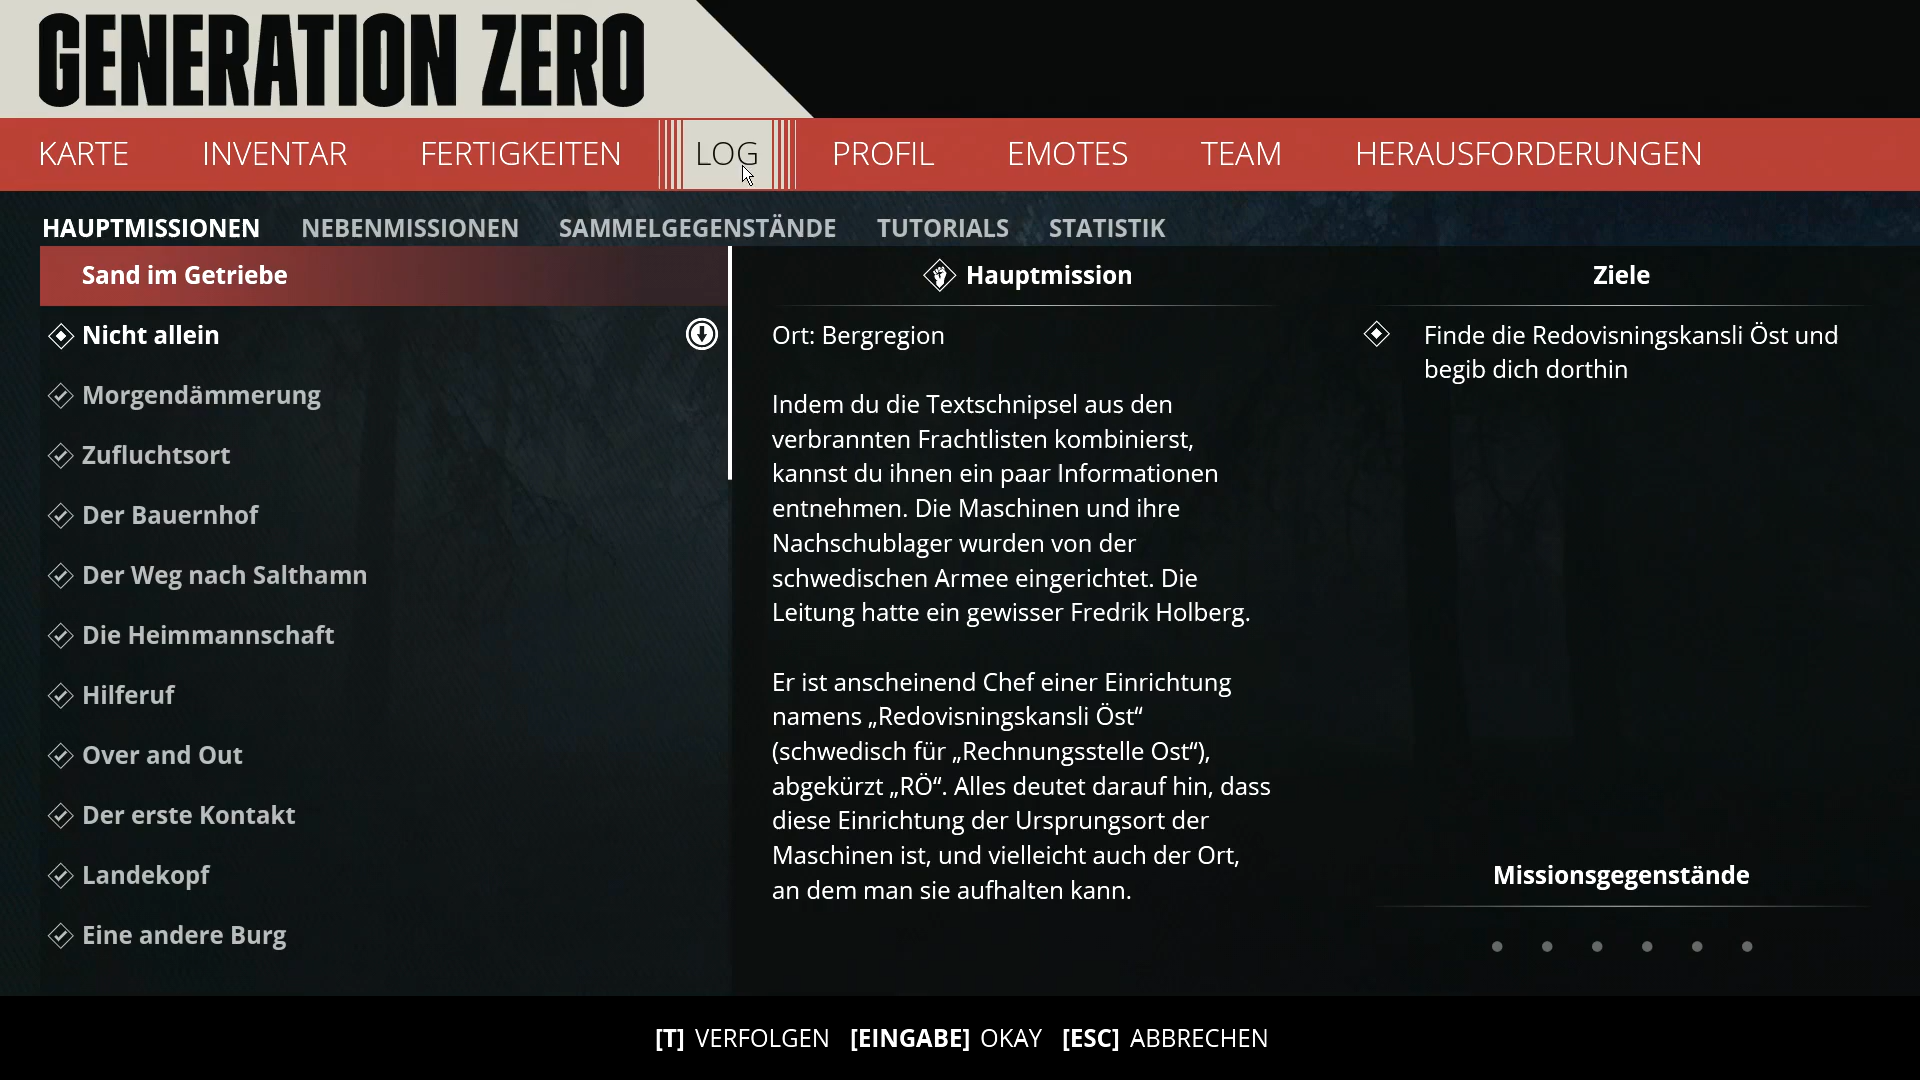 GENERATION ZERO
KARTE INVENTAR FERTIGKEITEN LOG PROFIL EMOTES TEAM HERAUSFORDERUNGEN
HAUPTMISSIONEN NEBENMISSIONEN SAMMELGEGENSTÄNDE TUTORIALS STATISTIK
Sand im Getriebe
Nicht allein
Morgendämmerung
Zufluchtsort
Der Bauernhof
Der Weg nach Salthamn
Die Heimmannschaft
Hilferuf
Over and Out
Der erste Kontakt
Landekopf
Eine andere Burg
Hauptmission
Ort: Bergregion
Indem du die Textschnipsel aus den
verbrannten Frachtlisten kombinierst,
kannst du ihnen ein paar Informationen
entnehmen. Die Maschinen und ihre
Nachschublager wurden von der
schwedischen Armee eingerichtet. Die
Leitung hatte ein gewisser Fredrik Holberg.
Er ist anscheinend Chef einer Einrichtung
namens „Redovisningskansli Öst“
(schwedisch für „Rechnungsstelle Ost“),
abgekürzt „RÖ“. Alles deutet darauf hin, dass
diese Einrichtung der Ursprungsort der
Maschinen ist, und vielleicht auch der Ort,
an dem man sie aufhalten kann.
Ziele
Finde die Redovisningskansli Öst und
begib dich dorthin
Missionsgegenstände
[T] VERFOLGEN [EINGABE] OKAY [ESC] ABBRECHEN